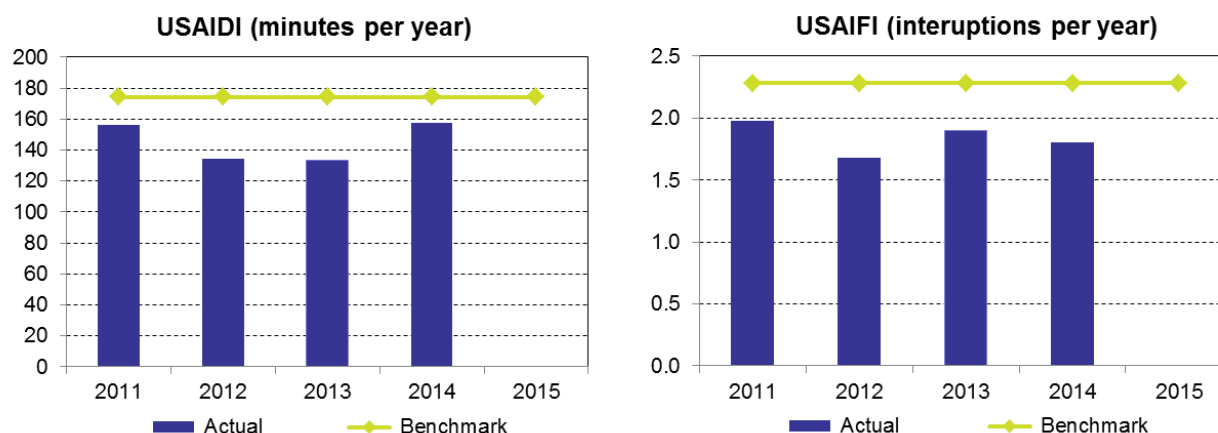 USAIDI (minutes per year)
200
180
160
140
120
100
80
60
40
20
0
2011 2012 2013 2014 2015
Actual Benchmark
USAIFI (interuptions per year)
2.5
2.0
1.5
1.0
0.5
0.0
2011 2012 2013 2014 2015
Actual Benchmark